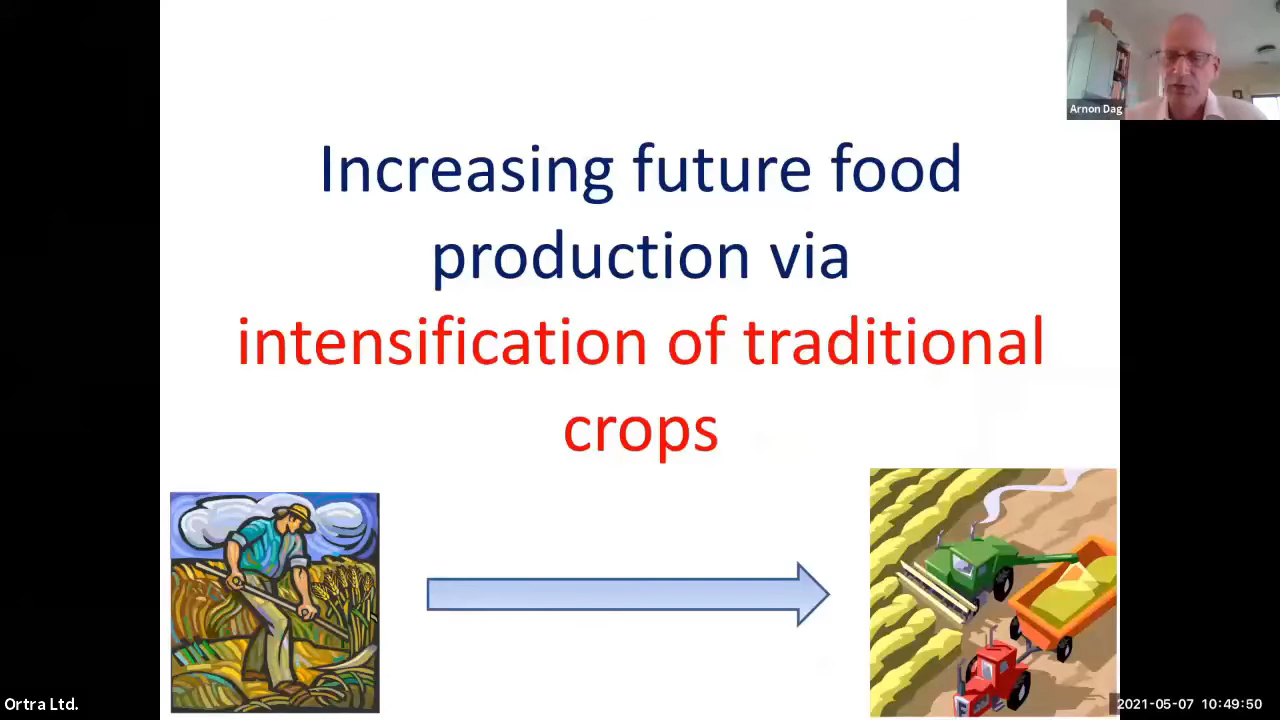 Arnon Dag
Increasing future food
production via
intensification of traditional
crops
Ortra Ltd.
2021-05-07 10:49:50